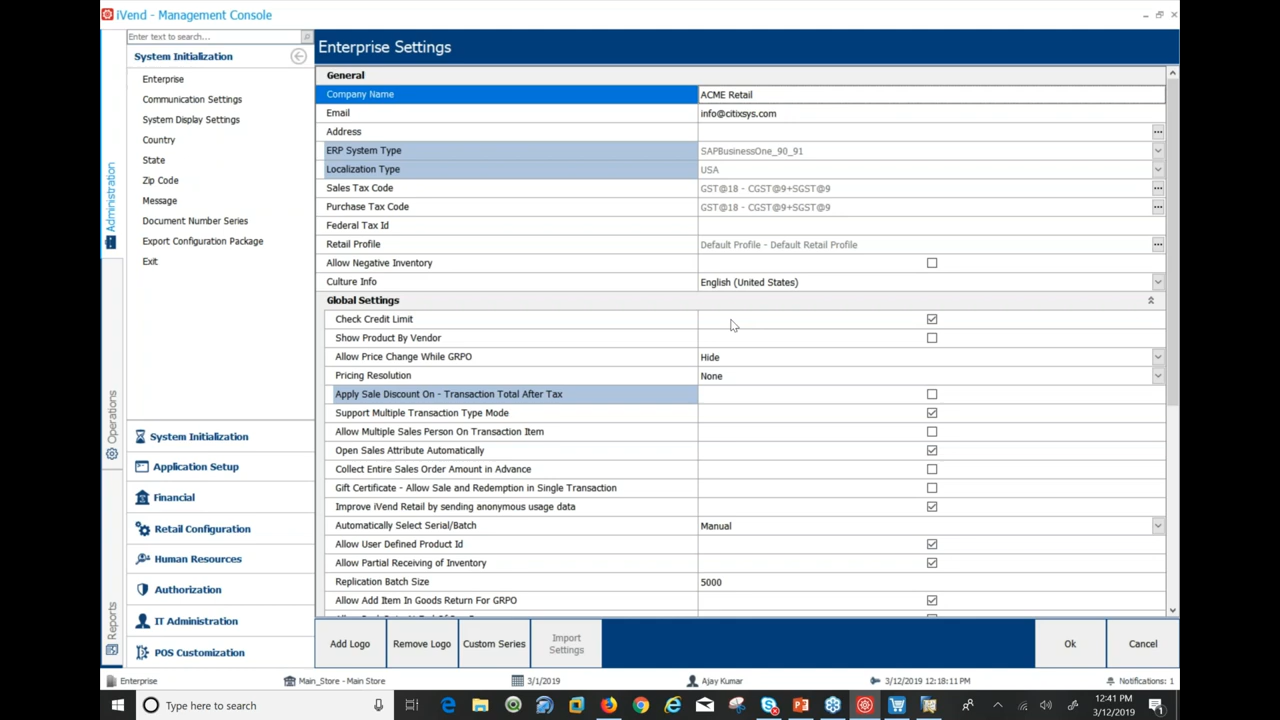 iVend - Management Console
Enter text to search...
System Initialization
Enterprise
Communication Settings
System Display Settings
Country
State
Zip Code
Message
Document Number Series
Export Configuration Package
Exit
Administration
Operations
Reports
System Initialization
Application Setup
Financial
Retail Configuration
Human Resources
Authorization
IT Administration
POS Customization
Enterprise Settings
General
Company Name ACME Retail
Email info@citixsys.com
Address
ERP System Type SAPBusinessOne_90_91
Localization Type USA
Sales Tax Code GST@18 - CGST@9+SGST@9
Purchase Tax Code GST@18 - CGST@9+SGST@9
Federal Tax Id
Retail Profile Default Profile - Default Retail Profile
Allow Negative Inventory
Culture Info English (United States)
Global Settings
Check Credit Limit
Show Product By Vendor
Allow Price Change While GRPO Hide
Pricing Resolution None
Apply Sale Discount On - Transaction Total After Tax
Support Multiple Transaction Type Mode
Allow Multiple Sales Person On Transaction Item
Open Sales Attribute Automatically
Collect Entire Sales Order Amount in Advance
Gift Certificate - Allow Sale and Redemption in Single Transaction
Improve iVend Retail by sending anonymous usage data
Automatically Select Serial/Batch Manual
Allow User Defined Product Id
Allow Partial Receiving of Inventory
Replication Batch Size 5000
Allow Add Item In Goods Return For GRPO
Add Logo
Remove Logo
Custom Series
Import
Settings
Ok
Cancel
Enterprise
Main_Store - Main Store
3/1/2019
Ajay Kumar
3/12/2019 12:18:11 PM
Notifications: 1
Type here to search
12:41 PM
3/12/2019
1